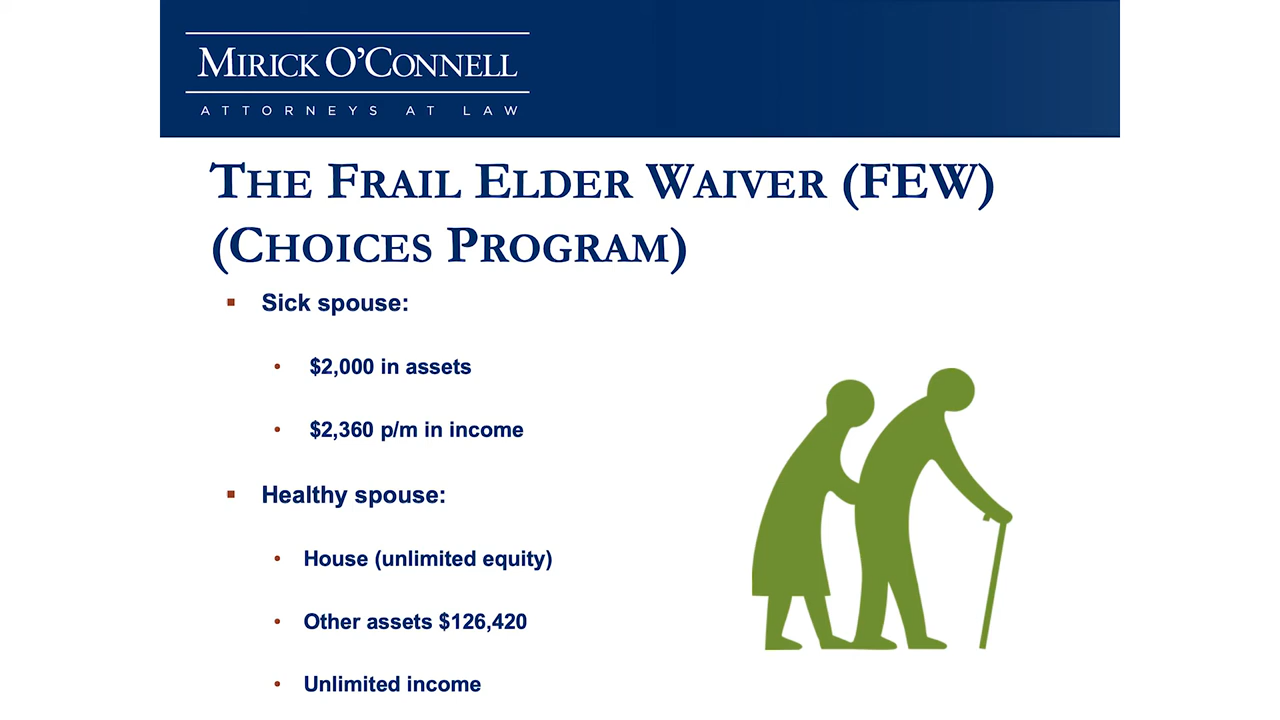 MIRICK O'CONNELL
ATTORNEYS AT LAW
THE FRAIL ELDER WAIVER (FEW)
(CHOICES PROGRAM)
▪ Sick spouse:
• $2,000 in assets
• $2,360 p/m in income
▪ Healthy spouse:
• House (unlimited equity)
• Other assets $126,420
• Unlimited income